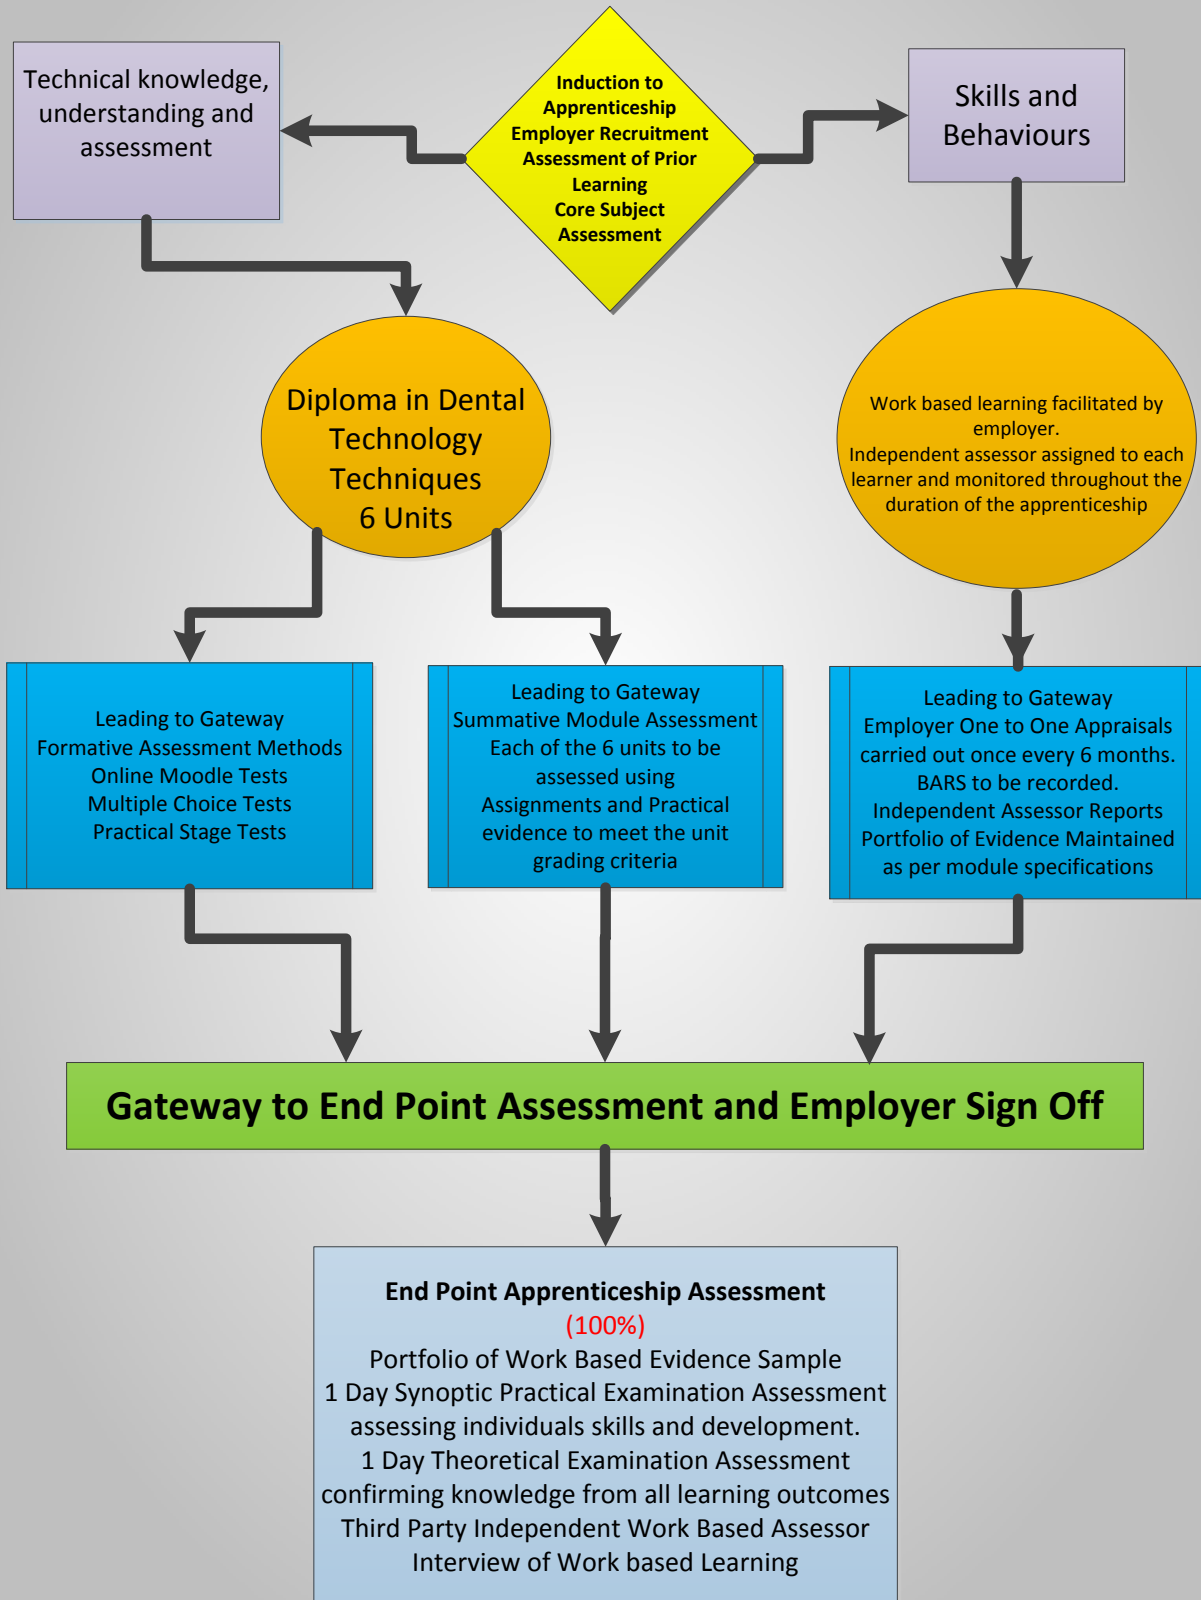 Induction to
Apprenticeship
Employer Recruitment
Assessment of Prior
Learning
Core Subject
Assessment
Technical knowledge,
understanding and
assessment
Skills and
Behaviours
Diploma in Dental
Technology
Techniques
6 Units
Work based learning facilitated by
employer.
Independent assessor assigned to each
learner and monitored throughout the
duration of the apprenticeship
Leading to Gateway
Formative Assessment Methods
Online Moodle Tests
Multiple Choice Tests
Practical Stage Tests
Leading to Gateway
Summative Module Assessment
Each of the 6 units to be
assessed using
Assignments and Practical
evidence to meet the unit
grading criteria
Leading to Gateway
Employer One to One Appraisals
carried out once every 6 months.
BARS to be recorded.
Independent Assessor Reports
Portfolio of Evidence Maintained
as per module specifications
Gateway to End Point Assessment and Employer Sign Off
End Point Apprenticeship Assessment
(100%)
Portfolio of Work Based Evidence Sample
1 Day Synoptic Practical Examination Assessment
assessing individuals skills and development.
1 Day Theoretical Examination Assessment
confirming knowledge from all learning outcomes
Third Party Independent Work Based Assessor
Interview of Work based Learning